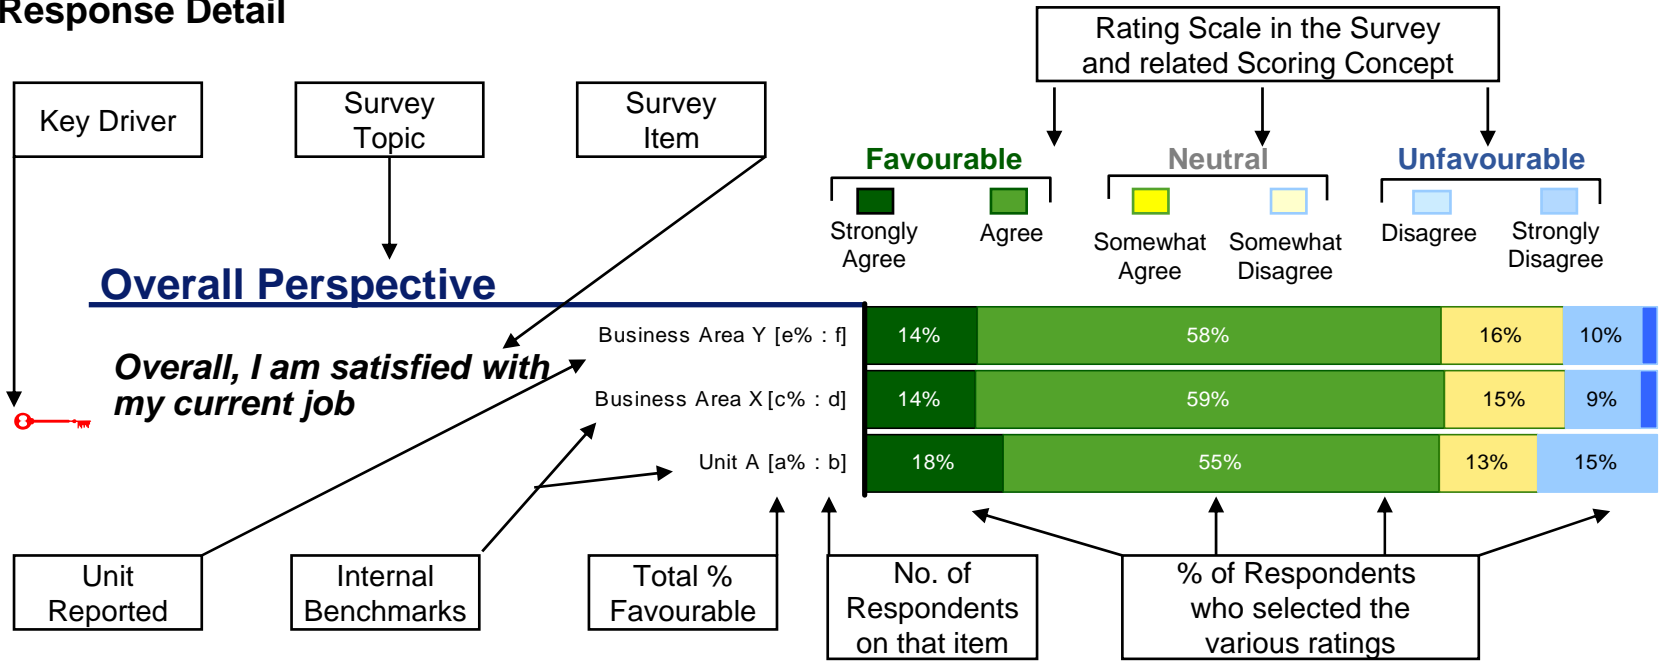 Response Detail
Rating Scale in the Survey
and related Scoring Concept
Key Driver
Survey
Topic
Survey
Item
Favourable
Neutral
Unfavourable
Strongly
Agree
Agree
Somewhat
Agree
Somewhat
Disagree
Disagree
Strongly
Disagree
Overall Perspective
Overall, I am satisfied with
my current job
Business Area Y [e% : f]
14%
58%
16%
10%
Business Area X [c% : d]
14%
59%
15%
9%
Unit A [a% : b]
18%
55%
13%
15%
Unit
Reported
Internal
Benchmarks
Total %
Favourable
No. of
Respondents
on that item
% of Respondents
who selected the
various ratings